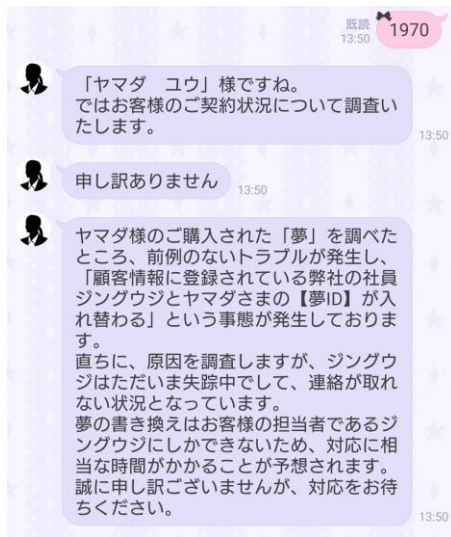 既読
13:50
1970
「ヤマダ　ユウ」様ですね。
ではお客様のご契約状況について調査い
たします。
13:50
申し訳ありません
13:50
ヤマダ様のご購入された「夢」を調べた
ところ、前例のないトラブルが発生し、
「顧客情報に登録されている弊社の社員
ジングウジとヤマダさまの【夢ID】が入
れ替わる」という事態が発生しておりま
す。
直ちに、原因を調査しますが、ジングウ
ジはただいま失踪中でして、連絡が取れ
ない状況となっています。
夢の書き換えはお客様の担当者であるジ
ングウジにしかできないため、対応に相
当な時間がかかることが予想されます。
誠に申し訳ございませんが、対応をお待
ちください。
13:50